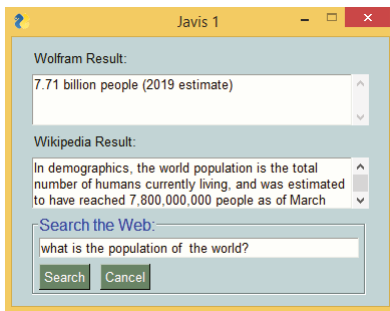 Javis 1
Wolfram Result:
7.71 billion people (2019 estimate)
Wikipedia Result:
In demographics, the world population is the total
number of humans currently living, and was estimated
to have reached 7,800,000,000 people as of March
Search the Web:
what is the population of  the world?
Search Cancel